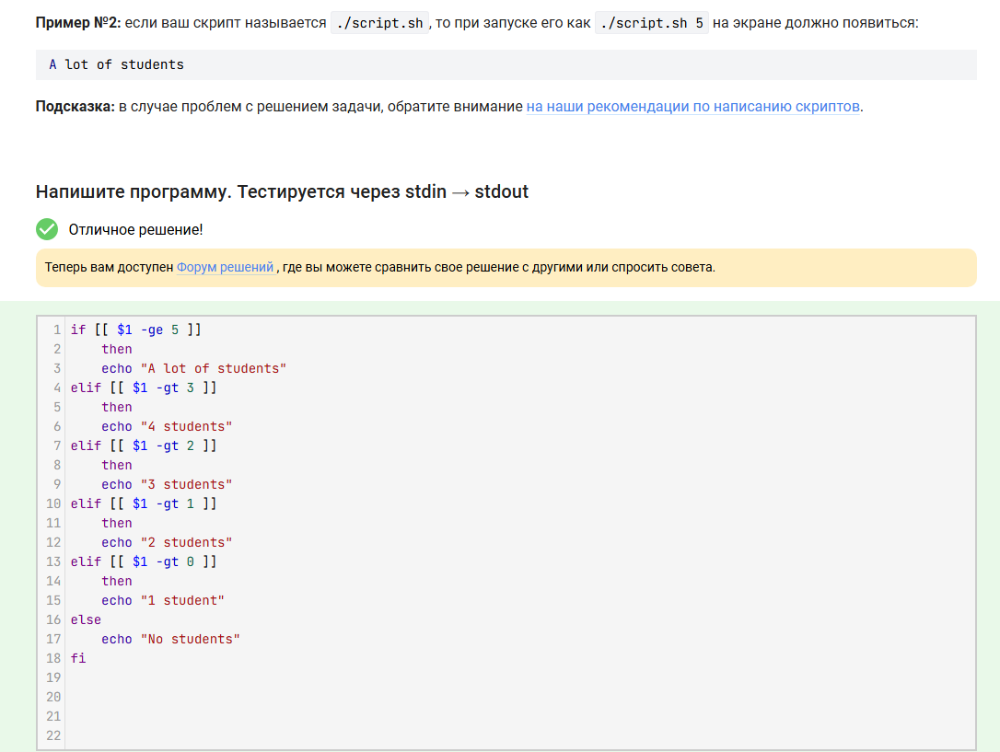 Пример №2: если ваш скрипт называется ./script.sh , то при запуске его как ./script.sh 5 на экране должно появиться:
A lot of students
Подсказка: в случае проблем с решением задачи, обратите внимание на наши рекомендации по написанию скриптов.
Напишите программу. Тестируется через stdin → stdout
Отличное решение!
Теперь вам доступен Форум решений , где вы можете сравнить свое решение с другими или спросить совета.
1 if [[ $1 -ge 5 ]]
2     then
3     echo "A lot of students"
4 elif [[ $1 -gt 3 ]]
5     then
6     echo "4 students"
7 elif [[ $1 -gt 2 ]]
8     then
9     echo "3 students"
10 elif [[ $1 -gt 1 ]]
11     then
12     echo "2 students"
13 elif [[ $1 -gt 0 ]]
14     then
15     echo "1 student"
16 else
17     echo "No students"
18 fi
19
20
21
22